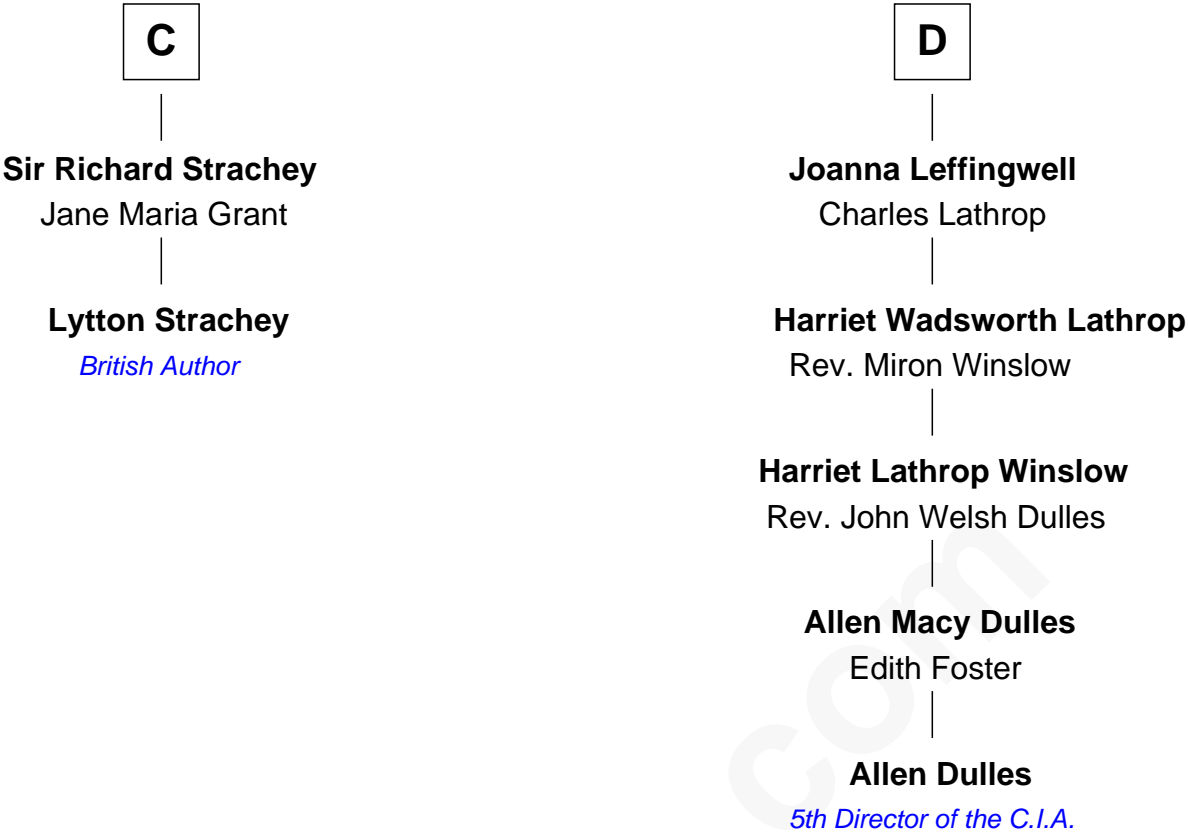 C
Sir Richard Strachey
Jane Maria Grant
Lytton Strachey
British Author
D
Joanna Leffingwell
Charles Lathrop
Harriet Wadsworth Lathrop
Rev. Miron Winslow
Harriet Lathrop Winslow
Rev. John Welsh Dulles
Allen Macy Dulles
Edith Foster
Allen Dulles
5th Director of the C.I.A.
com